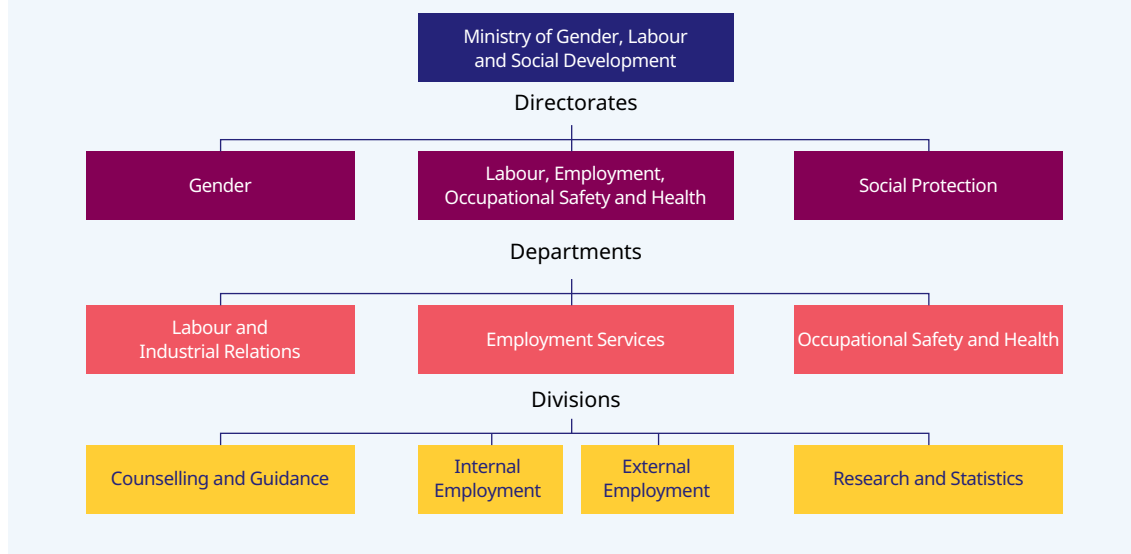 Ministry of Gender, Labour
and Social Development
Directorates
Gender
Labour, Employment,
Occupational Safety and Health
Social Protection
Departments
Labour and
Industrial Relations
Employment Services
Occupational Safety and Health
Divisions
Counselling and Guidance
Internal
Employment
External
Employment
Research and Statistics